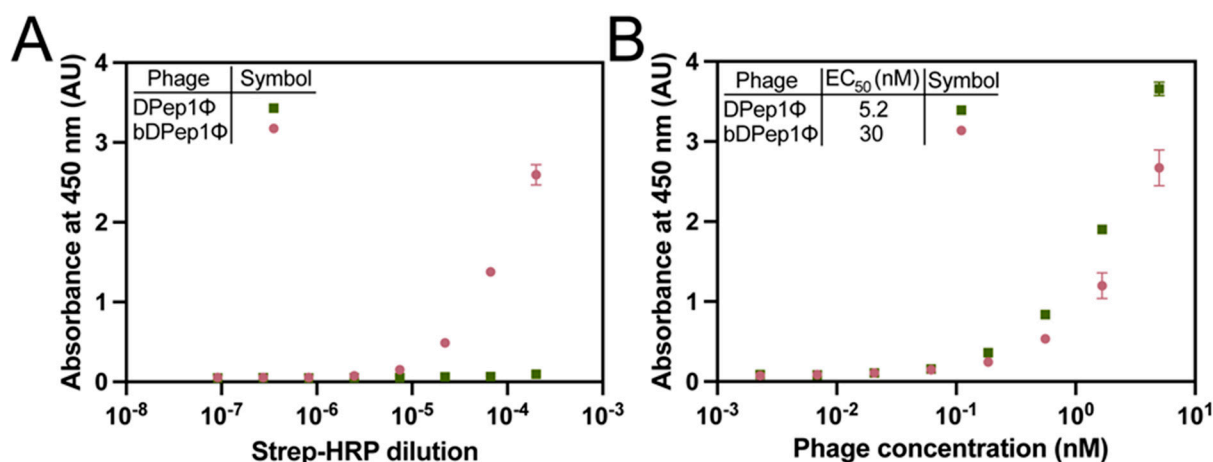 A
Absorbance at 450 nm (AU)
4
3
2
1
0
Phage Symbol
DPep1Φ
bDPep1Φ
10⁻⁸ 10⁻⁷ 10⁻⁶ 10⁻⁵ 10⁻⁴ 10⁻³
Strep-HRP dilution
B
Absorbance at 450 nm (AU)
4
3
2
1
0
Phage EC₅₀ (nM) Symbol
DPep1Φ 5.2
bDPep1Φ 30
10⁻³ 10⁻² 10⁻¹ 10⁰ 10¹
Phage concentration (nM)